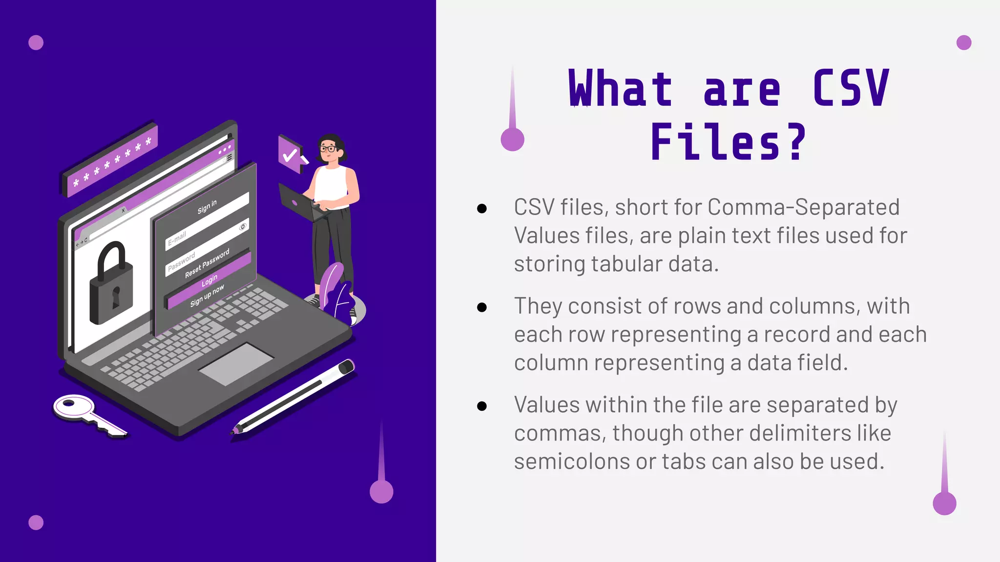 * * * * * * * *
x
Sign in
E-mail
Password
Reset Password
Login
Sign up now
What are CSV
Files?
● CSV files, short for Comma-Separated
Values files, are plain text files used for
storing tabular data.
● They consist of rows and columns, with
each row representing a record and each
column representing a data field.
● Values within the file are separated by
commas, though other delimiters like
semicolons or tabs can also be used.